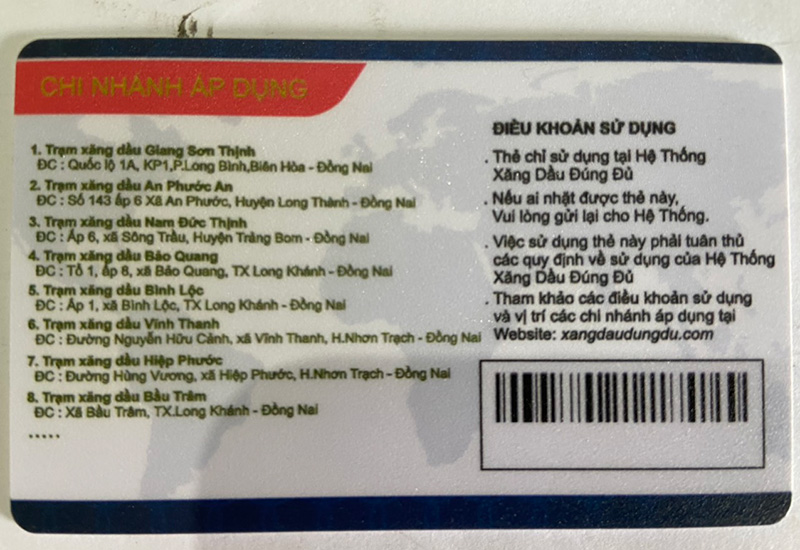 CHI NHÁNH ÁP DỤNG
1. Trạm xăng dầu Giang Sơn Thịnh
ĐC : Quốc lộ 1A, KP1,P.Long Bình,Biên Hòa - Đồng Nai
2. Trạm xăng dầu An Phước An
ĐC : Số 143 ấp 6 Xã An Phước, Huyện Long Thành - Đồng Nai
3. Trạm xăng dầu Nam Đức Thịnh
ĐC : Ấp 6, xã Sông Trầu, Huyện Trảng Bom - Đồng Nai
4. Trạm xăng dầu Bảo Quang
ĐC : Tổ 1, ấp 8, xã Bảo Quang, TX Long Khánh - Đồng Nai
5. Trạm xăng dầu Bình Lộc
ĐC : Ấp 1, xã Bình Lộc, TX Long Khánh - Đồng Nai
6. Trạm xăng dầu Vĩnh Thanh
ĐC : Đường Nguyễn Hữu Cảnh, xã Vĩnh Thanh, H.Nhơn Trạch - Đồng Nai
7. Trạm xăng dầu Hiệp Phước
ĐC : Đường Hùng Vương, xã Hiệp Phước, H.Nhơn Trạch - Đồng Nai
8. Trạm xăng dầu Bầu Trâm
ĐC : Xã Bầu Trâm, TX.Long Khánh - Đồng Nai
.....
ĐIỀU KHOẢN SỬ DỤNG
. Thẻ chỉ sử dụng tại Hệ Thống
Xăng Dầu Đúng Đủ
. Nếu ai nhặt được thẻ này,
Vui lòng gửi lại cho Hệ Thống.
. Việc sử dụng thẻ này phải tuân thủ
các quy định về sử dụng của Hệ Thống
Xăng Dầu Đúng Đủ
. Tham khảo các điều khoản sử dụng
và vị trí các chi nhánh áp dụng tại
Website: xangdaudungdu.com